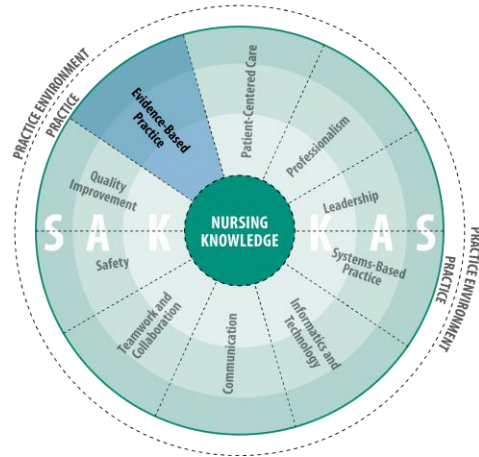 PRACTICE ENVIRONMENT
PRACTICE
Evidence-Based
Practice
Patient-Centered Care
Professionalism
Leadership
Systems-Based
Practice
Informatics and
Technology
Communication
Teamwork and
Collaboration
Safety
Quality
Improvement
S A K
NURSING
KNOWLEDGE
K A S
PRACTICE
PRACTICE ENVIRONMENT